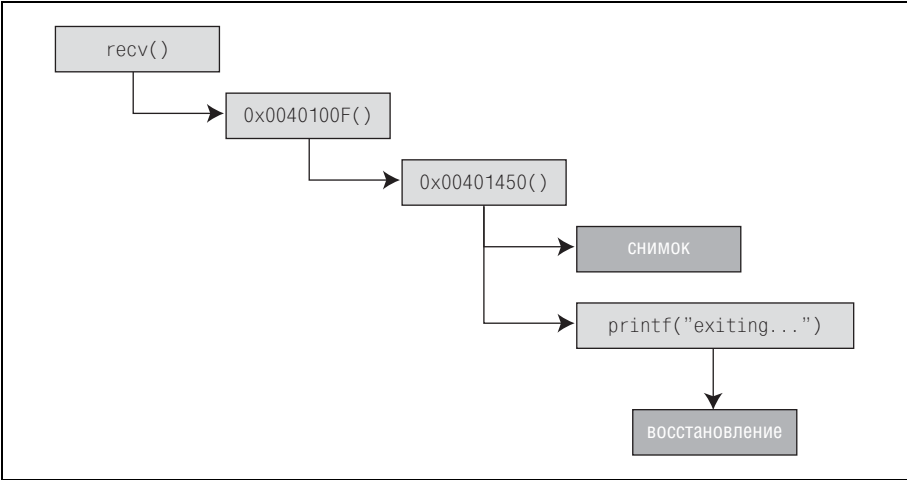 recv()
0x0040100F()
0x00401450()
снимок
printf("exiting...")
восстановление